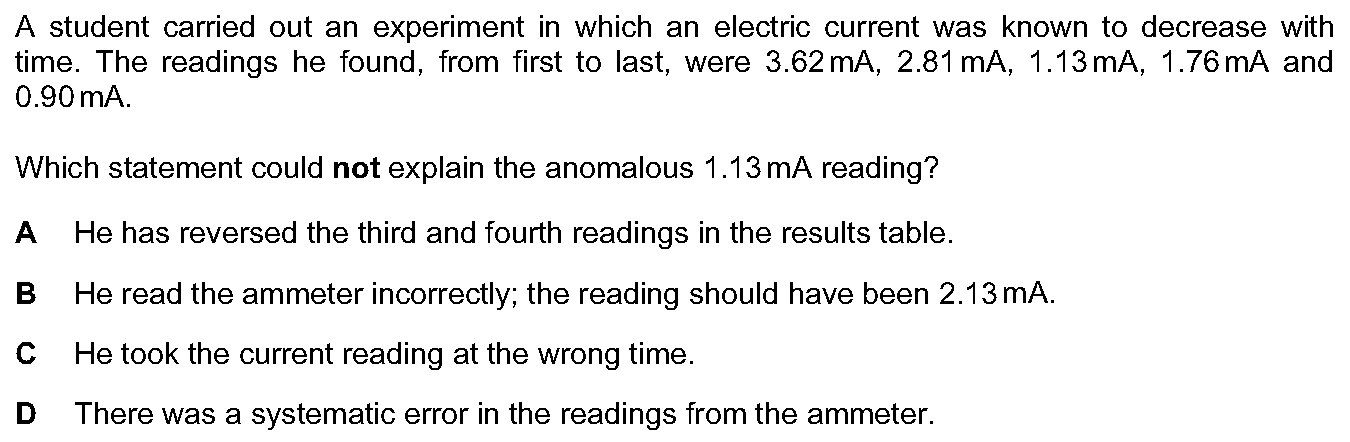 A student carried out an experiment in which an electric current was known to decrease with
time. The readings he found, from first to last, were 3.62 mA, 2.81 mA, 1.13 mA, 1.76 mA and
0.90 mA.
Which statement could not explain the anomalous 1.13 mA reading?
A He has reversed the third and fourth readings in the results table.
B He read the ammeter incorrectly; the reading should have been 2.13 mA.
C He took the current reading at the wrong time.
D There was a systematic error in the readings from the ammeter.